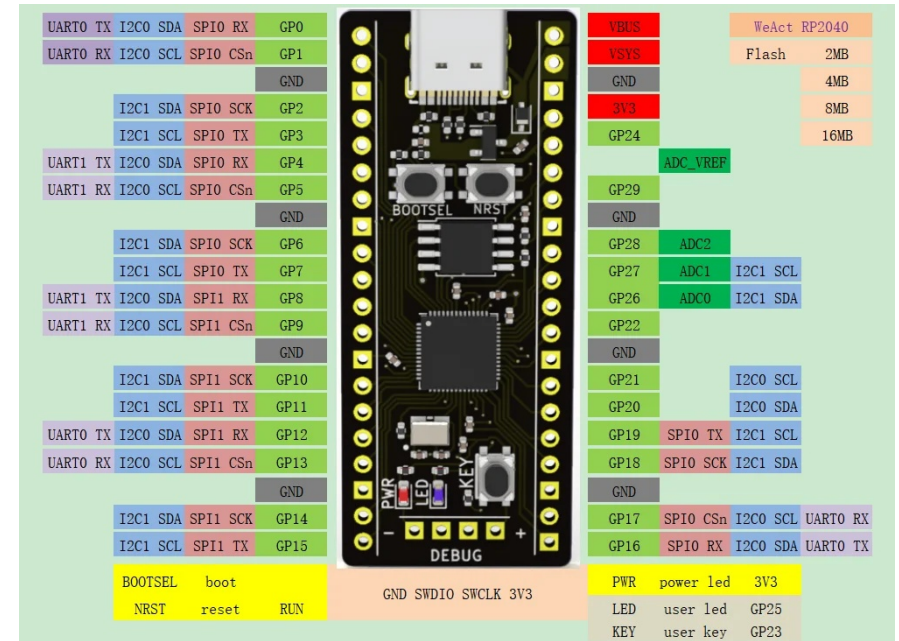 UART0 TX I2C0 SDA SPI0 RX GP0 VBUS WeAct RP2040
UART0 RX I2C0 SCL SPI0 CSn GP1 VSYS Flash 2MB
GND GND 4MB
I2C1 SDA SPI0 SCK GP2 3V3 8MB
I2C1 SCL SPI0 TX GP3 GP24 16MB
UART1 TX I2C0 SDA SPI0 RX GP4 ADC_VREF
UART1 RX I2C0 SCL SPI0 CSn GP5 GP29
BOOTSEL NRST
GND GND
I2C1 SDA SPI0 SCK GP6 GP28 ADC2
I2C1 SCL SPI0 TX GP7 GP27 ADC1 I2C1 SCL
UART1 TX I2C0 SDA SPI1 RX GP8 GP26 ADC0 I2C1 SDA
UART1 RX I2C0 SCL SPI1 CSn GP9 GP22
GND GND
I2C1 SDA SPI1 SCK GP10 GP21 I2C0 SCL
I2C1 SCL SPI1 TX GP11 GP20 I2C0 SDA
UART0 TX I2C0 SDA SPI1 RX GP12 GP19 SPI0 TX I2C1 SCL
UART0 RX I2C0 SCL SPI1 CSn GP13 GP18 SPI0 SCK I2C1 SDA
GND PWR LED KEY GND
I2C1 SDA SPI1 SCK GP14 - + GP17 SPI0 CSn I2C0 SCL UART0 RX
I2C1 SCL SPI1 TX GP15 DEBUG GP16 SPI0 RX I2C0 SDA UART0 TX
BOOTSEL boot GND SWDIO SWCLK 3V3 PWR power led 3V3
NRST reset RUN LED user led GP25
KEY user key GP23